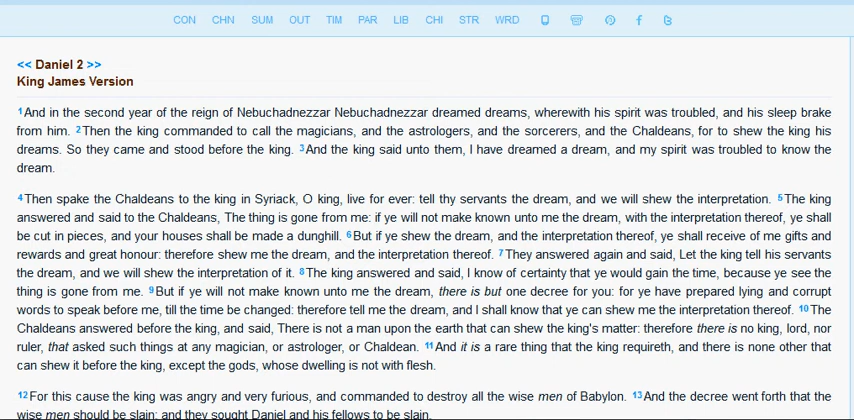 CON CHN SUM OUT TIM PAR LIB CHI STR WRD
<< Daniel 2 >>
King James Version
1And in the second year of the reign of Nebuchadnezzar Nebuchadnezzar dreamed dreams, wherewith his spirit was troubled, and his sleep brake
from him. 2Then the king commanded to call the magicians, and the astrologers, and the sorcerers, and the Chaldeans, for to shew the king his
dreams. So they came and stood before the king. 3And the king said unto them, I have dreamed a dream, and my spirit was troubled to know the
dream.
4Then spake the Chaldeans to the king in Syriack, O king, live for ever: tell thy servants the dream, and we will shew the interpretation. 5The king
answered and said to the Chaldeans, The thing is gone from me: if ye will not make known unto me the dream, with the interpretation thereof, ye shall
be cut in pieces, and your houses shall be made a dunghill. 6But if ye shew the dream, and the interpretation thereof, ye shall receive of me gifts and
rewards and great honour: therefore shew me the dream, and the interpretation thereof. 7They answered again and said, Let the king tell his servants
the dream, and we will shew the interpretation of it. 8The king answered and said, I know of certainty that ye would gain the time, because ye see the
thing is gone from me. 9But if ye will not make known unto me the dream, there is but one decree for you: for ye have prepared lying and corrupt
words to speak before me, till the time be changed: therefore tell me the dream, and I shall know that ye can shew me the interpretation thereof. 10The
Chaldeans answered before the king, and said, There is not a man upon the earth that can shew the king's matter: therefore there is no king, lord, nor
ruler, that asked such things at any magician, or astrologer, or Chaldean. 11And it is a rare thing that the king requireth, and there is none other that
can shew it before the king, except the gods, whose dwelling is not with flesh.
12For this cause the king was angry and very furious, and commanded to destroy all the wise men of Babylon. 13And the decree went forth that the
wise men should be slain; and they sought Daniel and his fellows to be slain.